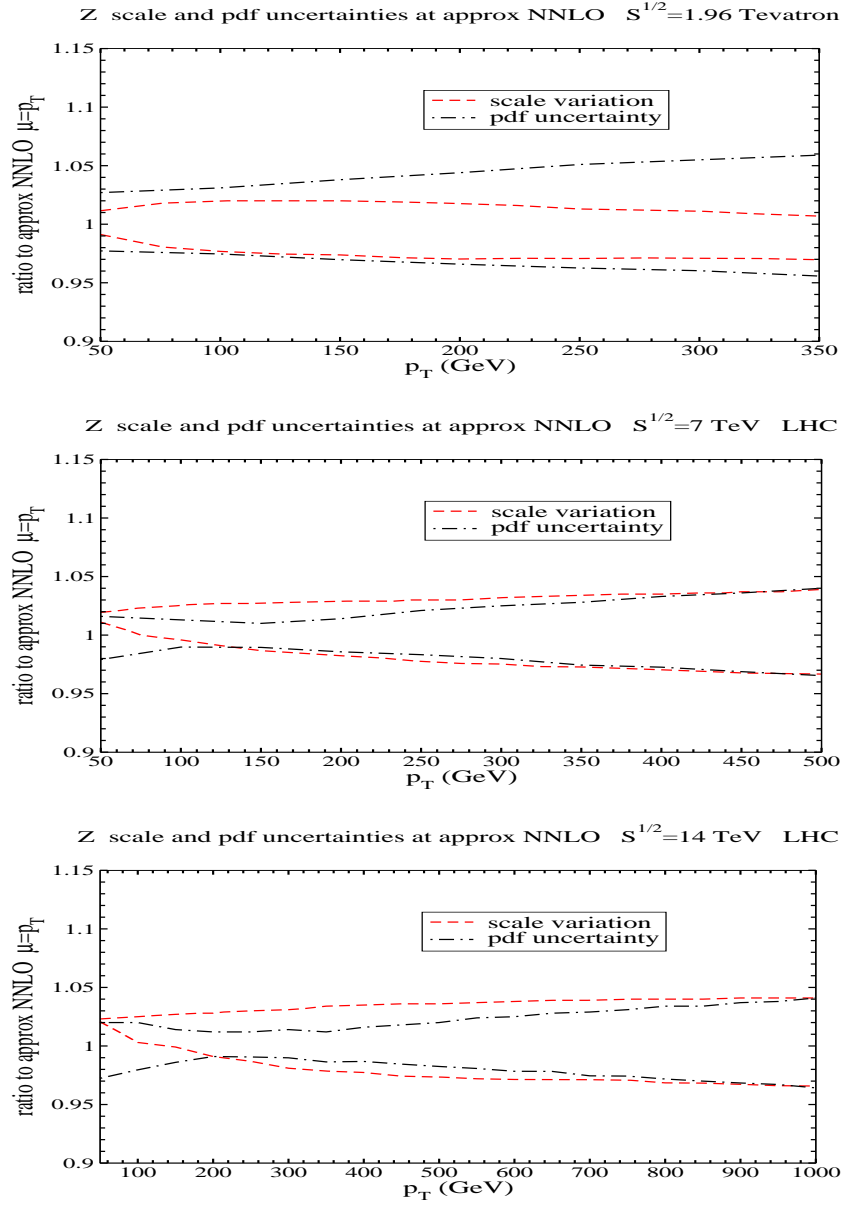 Z scale and pdf uncertainties at approx NNLO S^1/2=1.96 Tevatron
1.15
1.1
1.05
1
0.95
0.9
ratio to approx NNLO μ=p_T
scale variation
pdf uncertainty
50 100 150 200 250 300 350
p_T (GeV)
Z scale and pdf uncertainties at approx NNLO S^1/2=7 TeV LHC
1.15
1.1
1.05
1
0.95
0.9
ratio to approx NNLO μ=p_T
scale variation
pdf uncertainty
50 100 150 200 250 300 350 400 450 500
p_T (GeV)
Z scale and pdf uncertainties at approx NNLO S^1/2=14 TeV LHC
1.15
1.1
1.05
1
0.95
0.9
ratio to approx NNLO μ=p_T
scale variation
pdf uncertainty
100 200 300 400 500 600 700 800 900 1000
p_T (GeV)